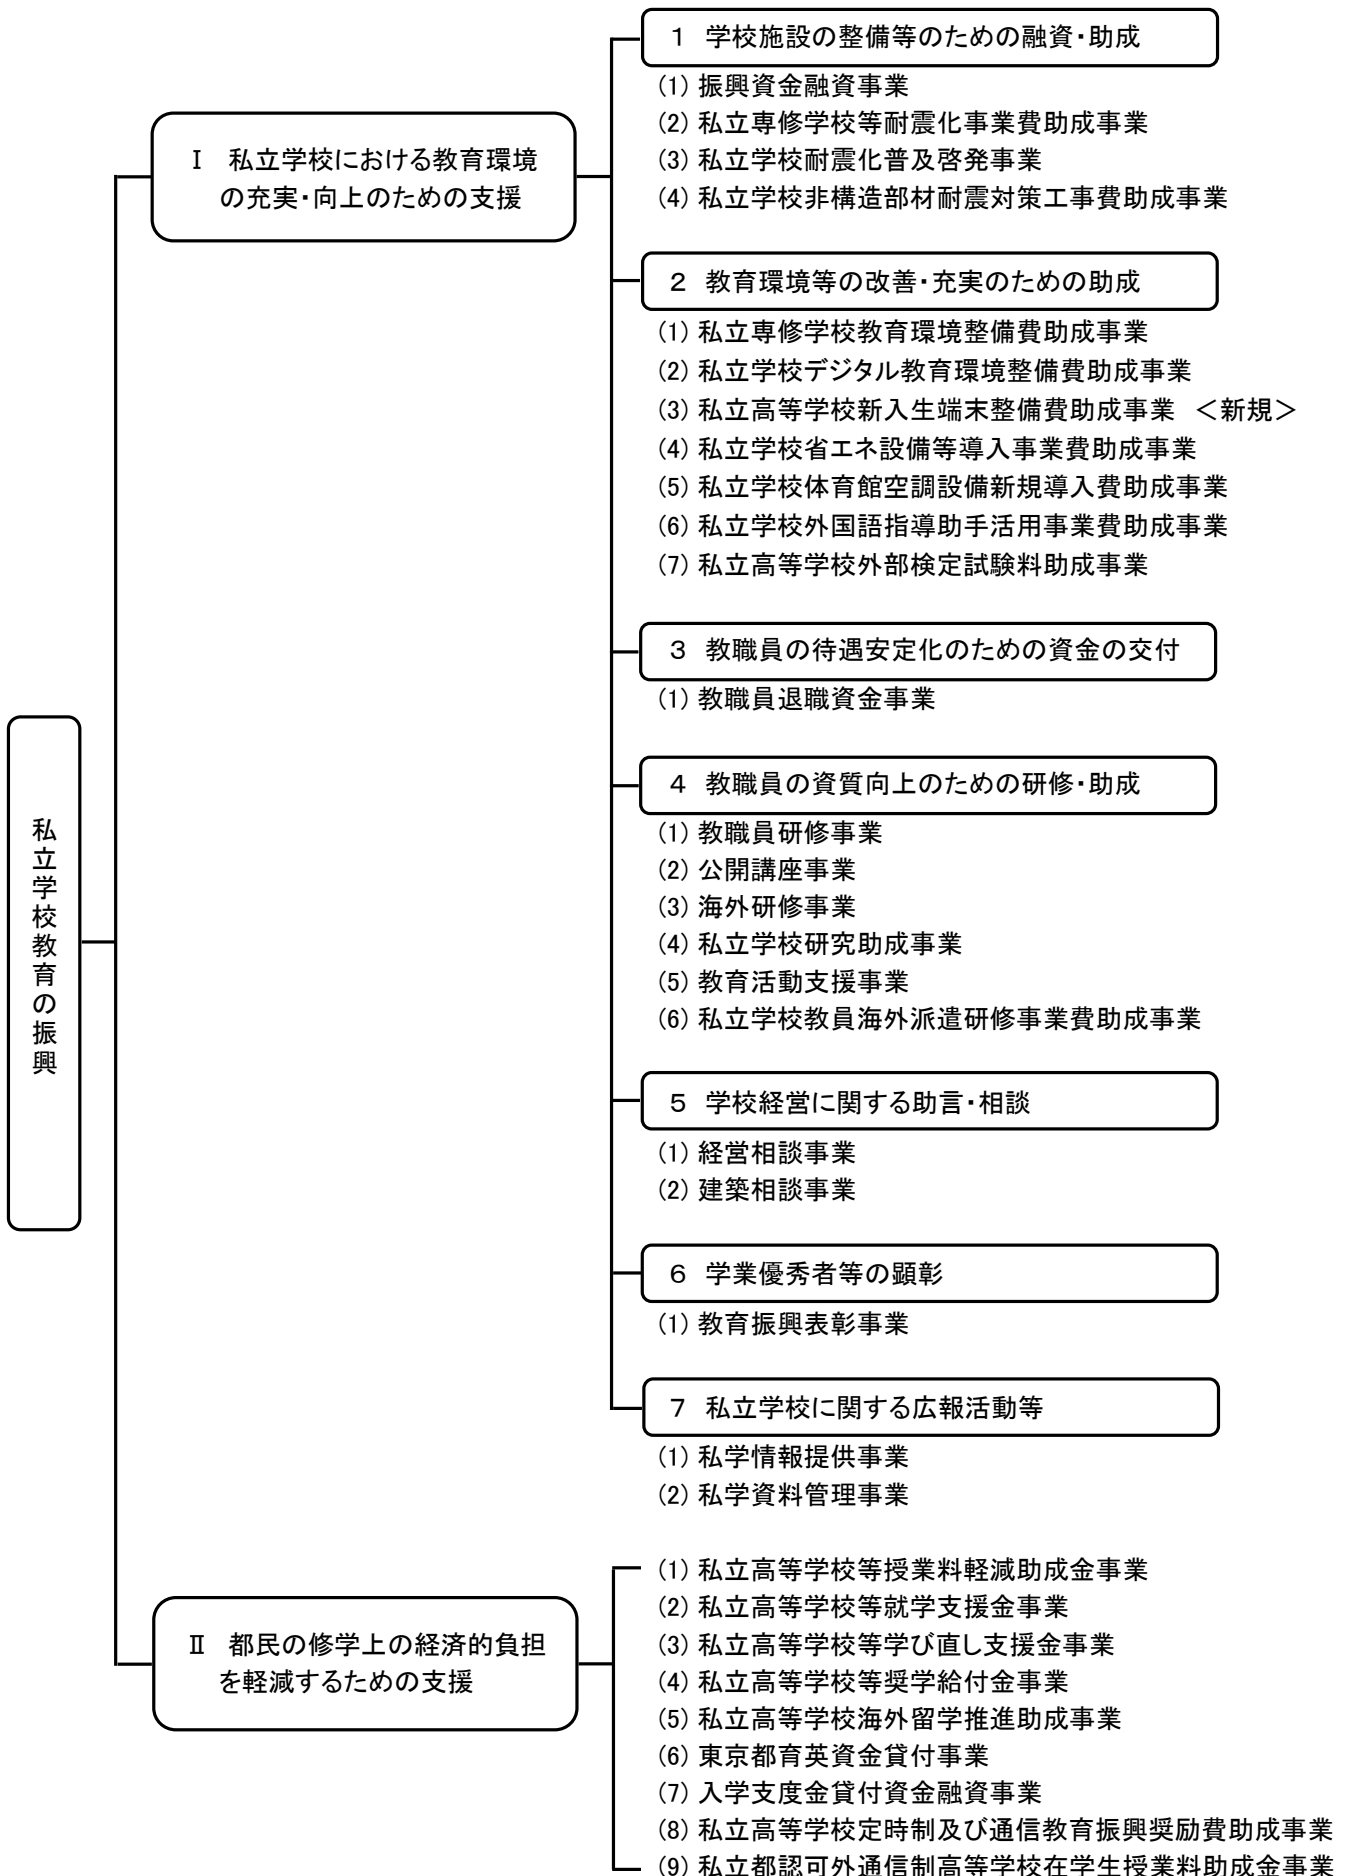 私立学校教育の振興
Ⅰ　私立学校における教育環境
の充実・向上のための支援
１　学校施設の整備等のための融資・助成
(1) 振興資金融資事業
(2) 私立専修学校等耐震化事業費助成事業
(3) 私立学校耐震化普及啓発事業
(4) 私立学校非構造部材耐震対策工事費助成事業
２　教育環境等の改善・充実のための助成
(1) 私立専修学校教育環境整備費助成事業
(2) 私立学校デジタル教育環境整備費助成事業
(3) 私立高等学校新入生端末整備費助成事業　＜新規＞
(4) 私立学校省エネ設備等導入事業費助成事業
(5) 私立学校体育館空調設備新規導入費助成事業
(6) 私立学校外国語指導助手活用事業費助成事業
(7) 私立高等学校外部検定試験料助成事業
３　教職員の待遇安定化のための資金の交付
(1) 教職員退職資金事業
４　教職員の資質向上のための研修・助成
(1) 教職員研修事業
(2) 公開講座事業
(3) 海外研修事業
(4) 私立学校研究助成事業
(5) 教育活動支援事業
(6) 私立学校教員海外派遣研修事業費助成事業
５　学校経営に関する助言・相談
(1) 経営相談事業
(2) 建築相談事業
６　学業優秀者等の顕彰
(1) 教育振興表彰事業
７　私立学校に関する広報活動等
(1) 私学情報提供事業
(2) 私学資料管理事業
Ⅱ　都民の修学上の経済的負担
を軽減するための支援
(1) 私立高等学校等授業料軽減助成金事業
(2) 私立高等学校等就学支援金事業
(3) 私立高等学校等学び直し支援金事業
(4) 私立高等学校等奨学給付金事業
(5) 私立高等学校海外留学推進助成事業
(6) 東京都育英資金貸付事業
(7) 入学支度金貸付資金融資事業
(8) 私立高等学校定時制及び通信教育振興奨励費助成事業
(9) 私立都認可外通信制高等学校在学生授業料助成金事業